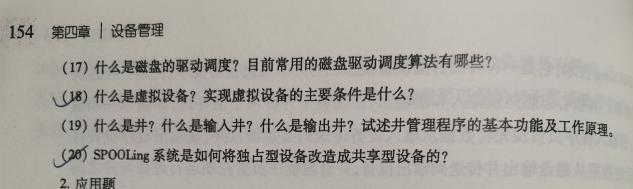 154 第四章 | 设备管理
(17) 什么是磁盘的驱动调度？目前常用的磁盘驱动调度算法有哪些？
(18) 什么是虚拟设备？实现虚拟设备的主要条件是什么？
(19) 什么是井？什么是输入井？什么是输出井？试述井管理程序的基本功能及工作原理。
(20) SPOOLing 系统是如何将独占型设备改造成共享型设备的？
2. 应用题